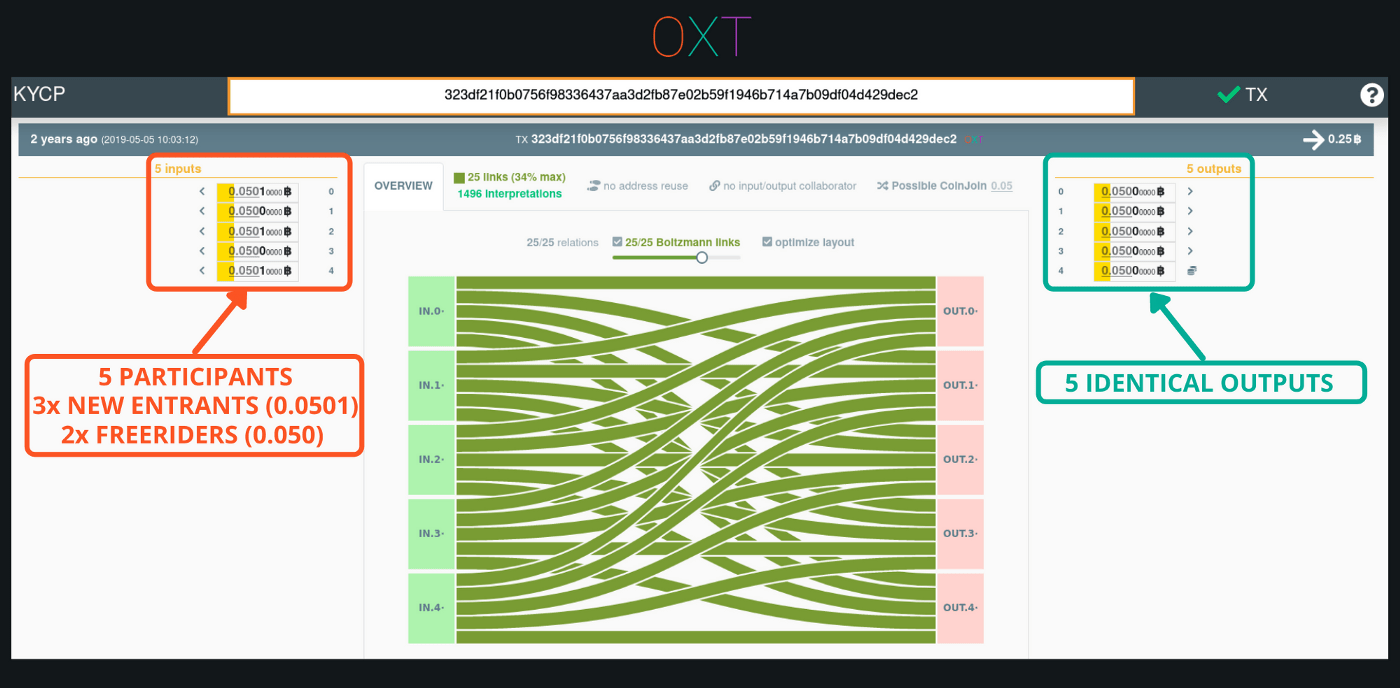 OXT
KYCP
323df21f0b0756f98336437aa3d2fb87e02b59f1946b714a7b09df04d429dec2
TX
?
2 years ago (2019-05-05 10:03:12)
TX 323df21f0b0756f98336437aa3d2fb87e02b59f1946b714a7b09df04d429dec2 OXT
0.25฿
5 inputs
0.05010000 ฿ 0
0.05000000 ฿ 1
0.05010000 ฿ 2
0.05000000 ฿ 3
0.05010000 ฿ 4
5 PARTICIPANTS
3x NEW ENTRANTS (0.0501)
2x FREERIDERS (0.050)
OVERVIEW
25 links (34% max)
1496 interpretations
no address reuse
no input/output collaborator
Possible CoinJoin 0.05
25/25 relations
25/25 Boltzmann links
optimize layout
IN.0·
IN.1·
IN.2·
IN.3·
IN.4·
OUT.0·
OUT.1·
OUT.2·
OUT.3·
OUT.4·
5 outputs
0 0.05000000 ฿
1 0.05000000 ฿
2 0.05000000 ฿
3 0.05000000 ฿
4 0.05000000 ฿
5 IDENTICAL OUTPUTS